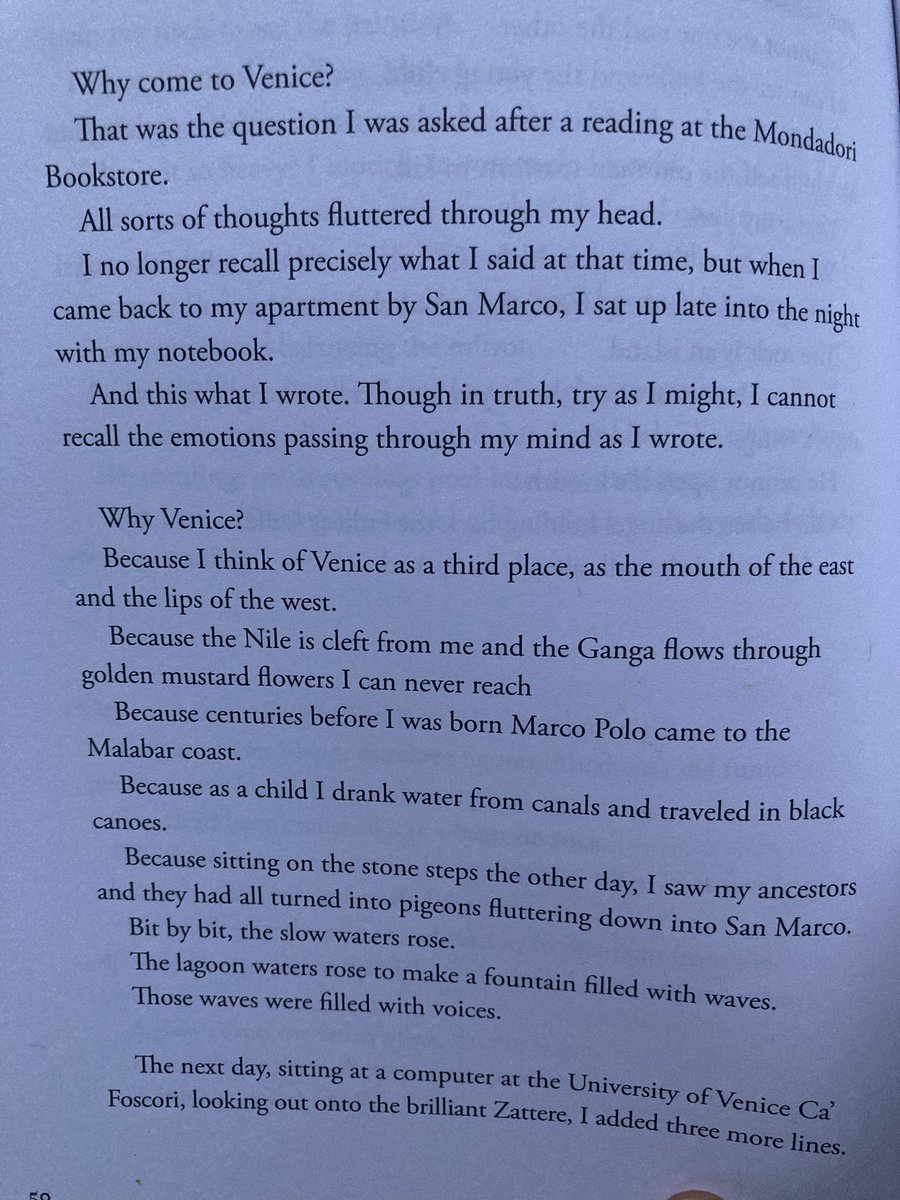 Why come to Venice?
That was the question I was asked after a reading at the Mondadori
Bookstore.
All sorts of thoughts fluttered through my head.
I no longer recall precisely what I said at that time, but when I
came back to my apartment by San Marco, I sat up late into the night
with my notebook.
And this what I wrote. Though in truth, try as I might, I cannot
recall the emotions passing through my mind as I wrote.
Why Venice?
Because I think of Venice as a third place, as the mouth of the east
and the lips of the west.
Because the Nile is cleft from me and the Ganga flows through
golden mustard flowers I can never reach
Because centuries before I was born Marco Polo came to the
Malabar coast.
Because as a child I drank water from canals and traveled in black
canoes.
Because sitting on the stone steps the other day, I saw my ancestors
and they had all turned into pigeons fluttering down into San Marco.
Bit by bit, the slow waters rose.
The lagoon waters rose to make a fountain filled with waves.
Those waves were filled with voices.
The next day, sitting at a computer at the University of Venice Ca'
Foscori, looking out onto the brilliant Zattere, I added three more lines.